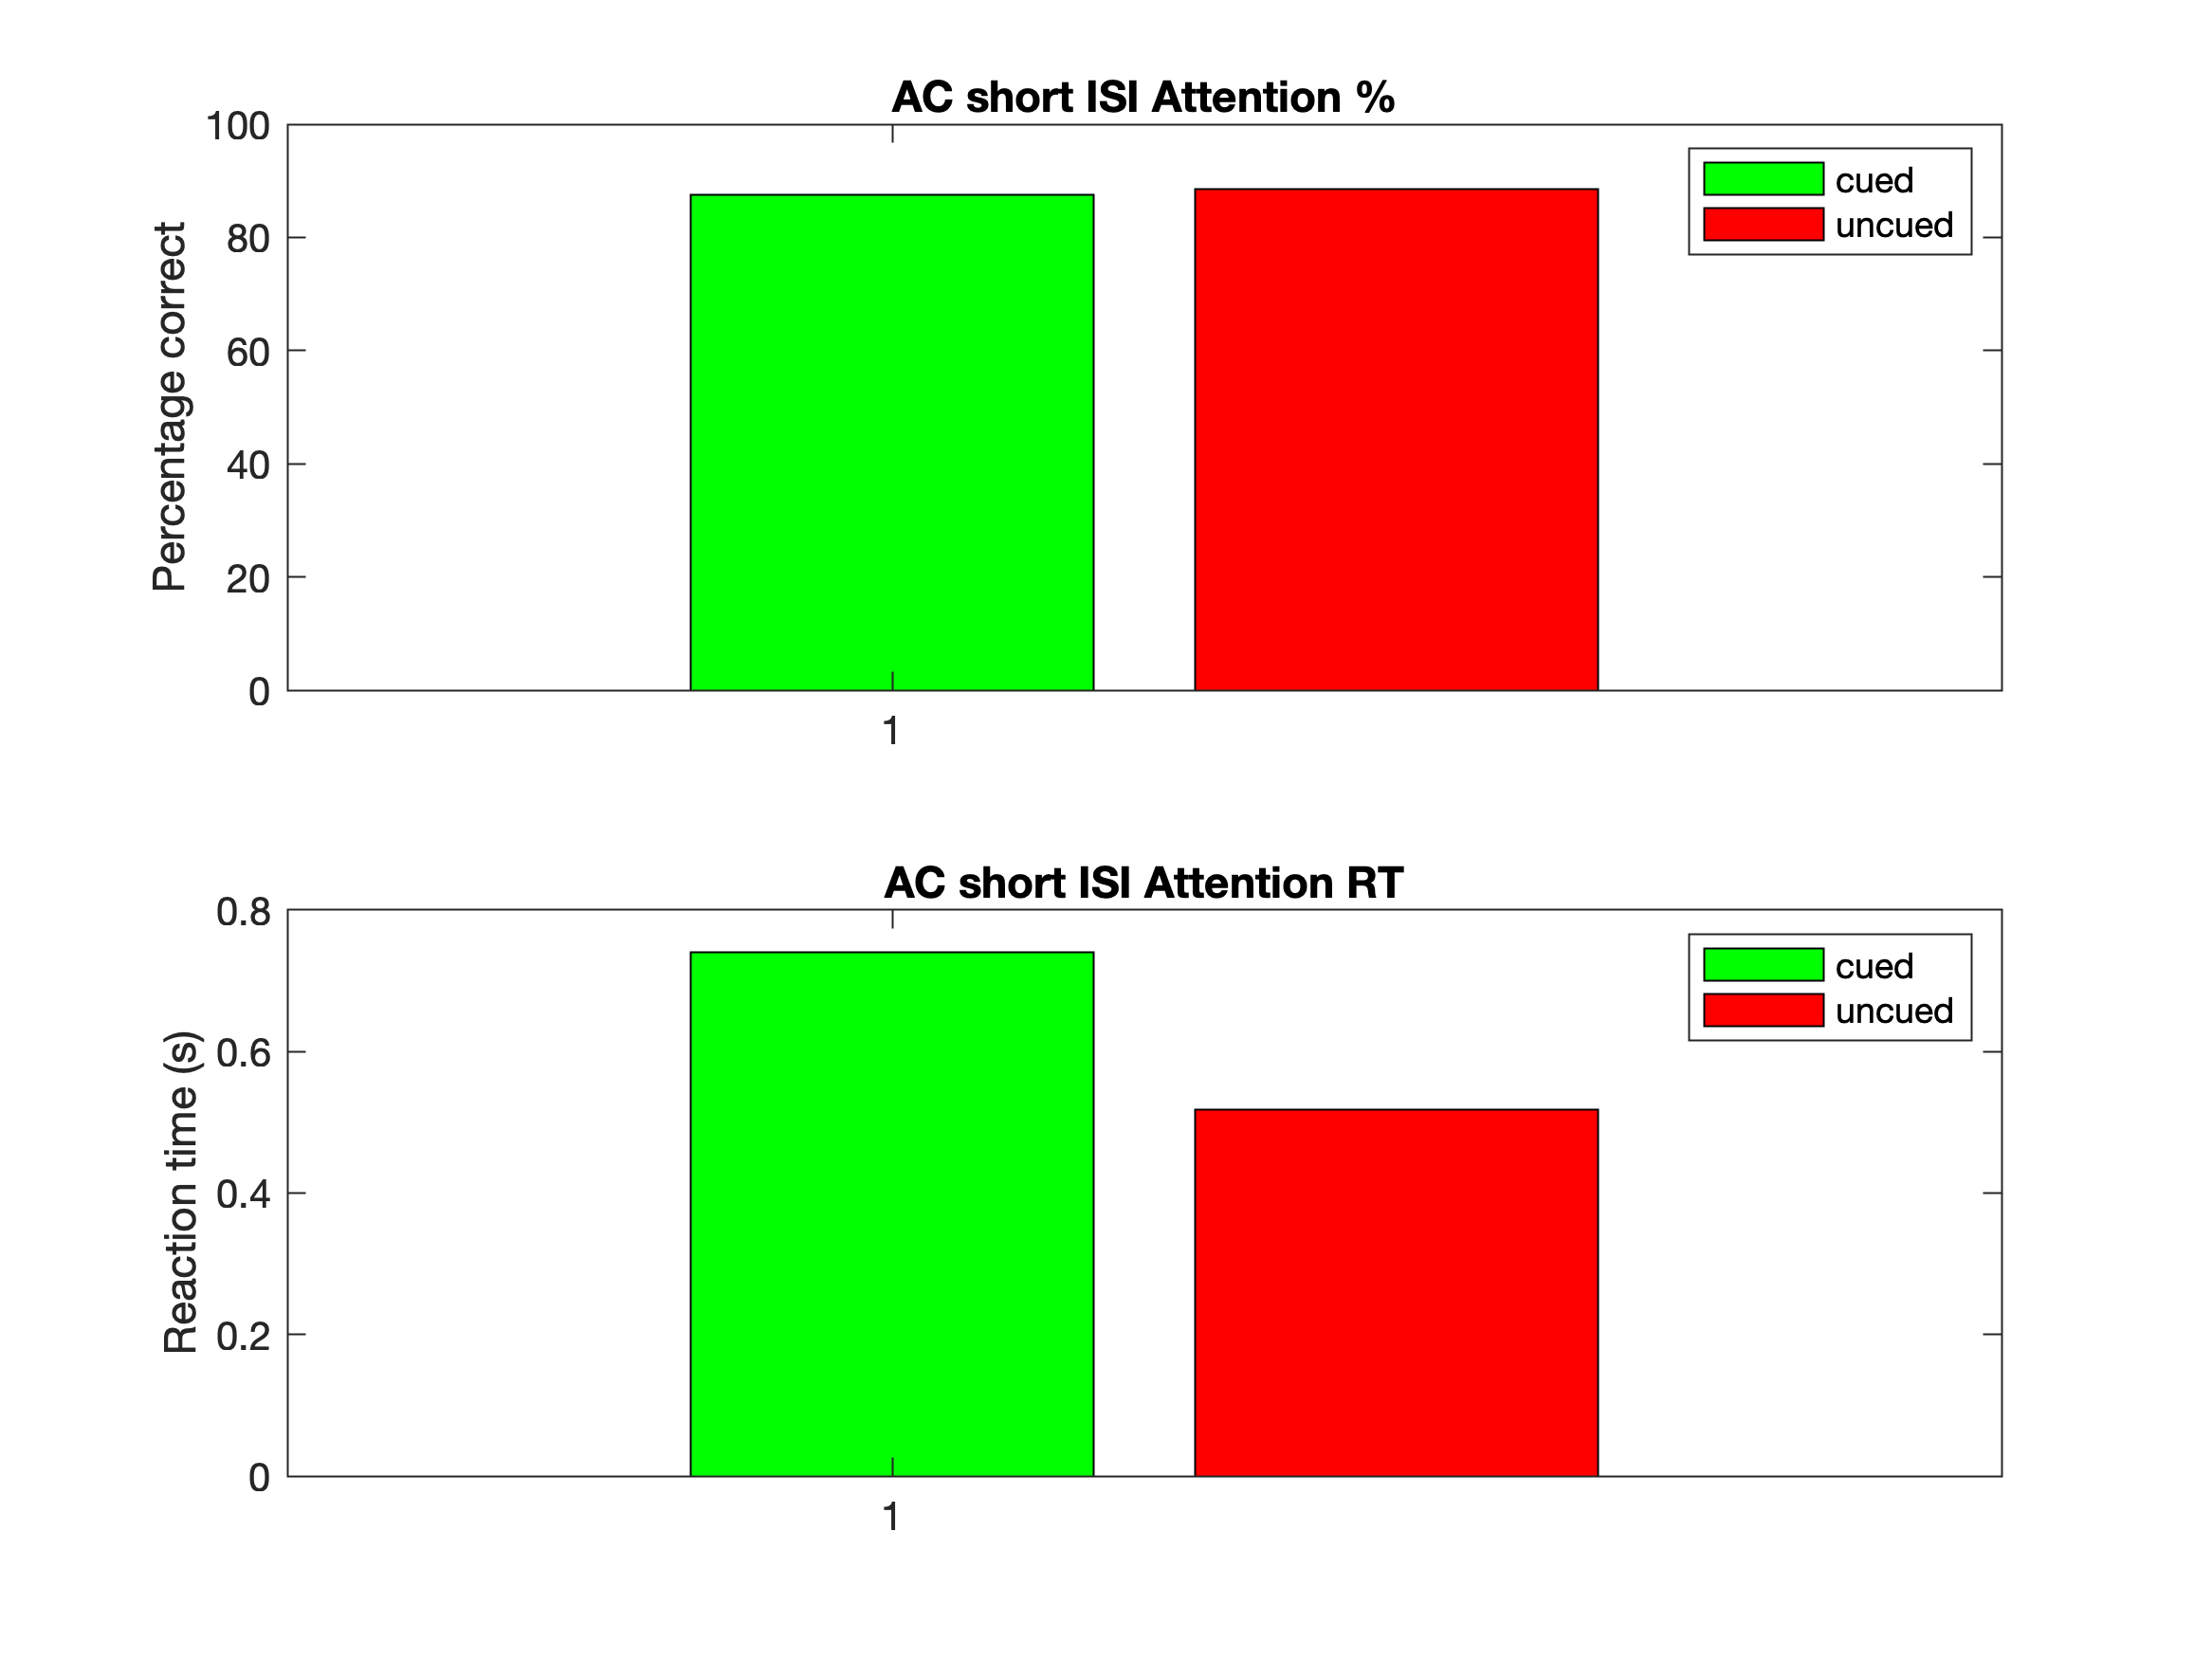 AC short ISI Attention %
100
80
60
40
20
0
Percentage correct
cued
uncued
1
AC short ISI Attention RT
0.8
0.6
0.4
0.2
0
Reaction time (s)
cued
uncued
1